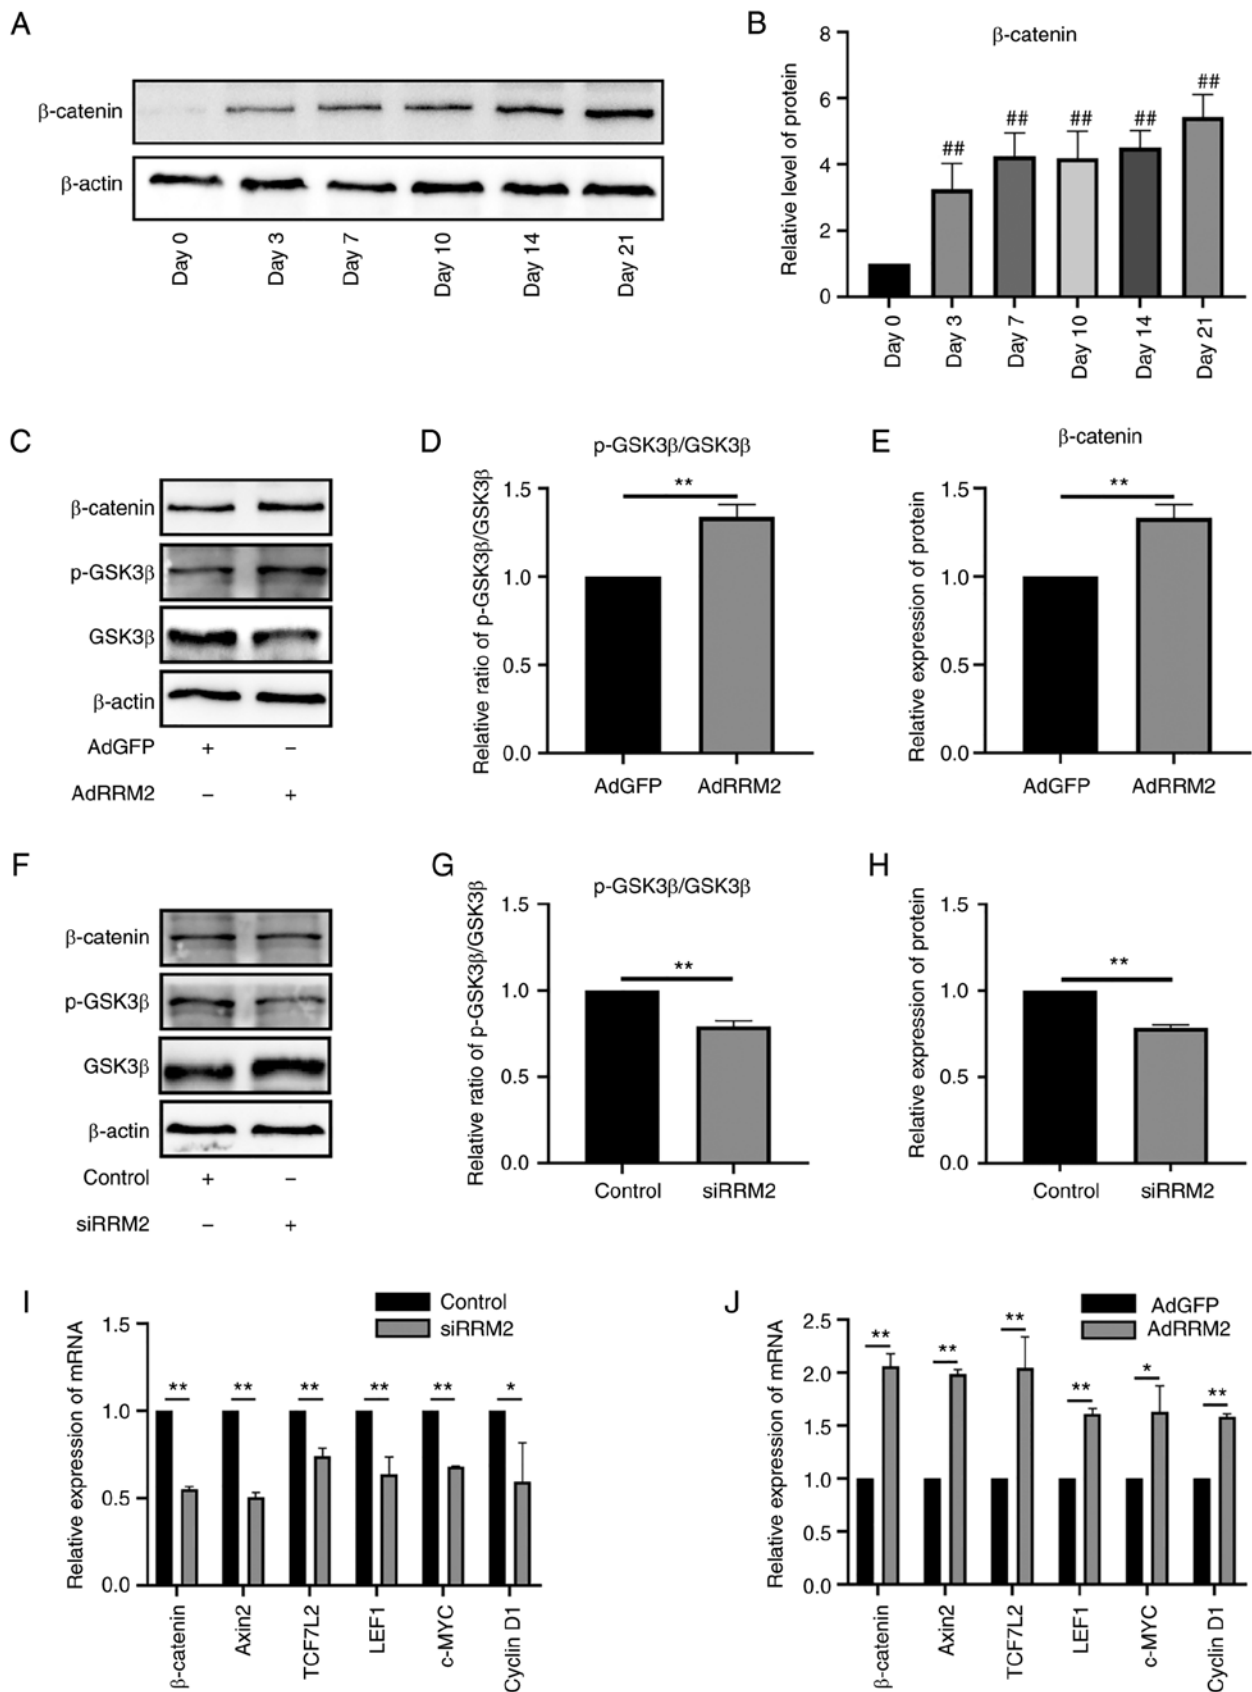 A
β-catenin
β-actin
Day 0
Day 3
Day 7
Day 10
Day 14
Day 21
B
β-catenin
Relative level of protein
8
6
4
2
0
##
##
##
##
##
Day 0
Day 3
Day 7
Day 10
Day 14
Day 21
C
β-catenin
p-GSK3β
GSK3β
β-actin
AdGFP + −
AdRRM2 − +
D
p-GSK3β/GSK3β
Relative ratio of p-GSK3β/GSK3β
1.5
1.0
0.5
0.0
**
AdGFP AdRRM2
E
β-catenin
Relative expression of protein
1.5
1.0
0.5
0.0
**
AdGFP AdRRM2
F
β-catenin
p-GSK3β
GSK3β
β-actin
Control + −
siRRM2 − +
G
p-GSK3β/GSK3β
Relative ratio of p-GSK3β/GSK3β
1.5
1.0
0.5
0.0
**
Control siRRM2
H
Relative expression of protein
1.5
1.0
0.5
0.0
**
Control siRRM2
I
Control
siRRM2
Relative expression of mRNA
1.5
1.0
0.5
0.0
** ** ** ** ** *
β-catenin
Axin2
TCF7L2
LEF1
c-MYC
Cyclin D1
J
AdGFP
AdRRM2
Relative expression of mRNA
2.5
2.0
1.5
1.0
0.5
0.0
** ** ** ** * **
β-catenin
Axin2
TCF7L2
LEF1
c-MYC
Cyclin D1